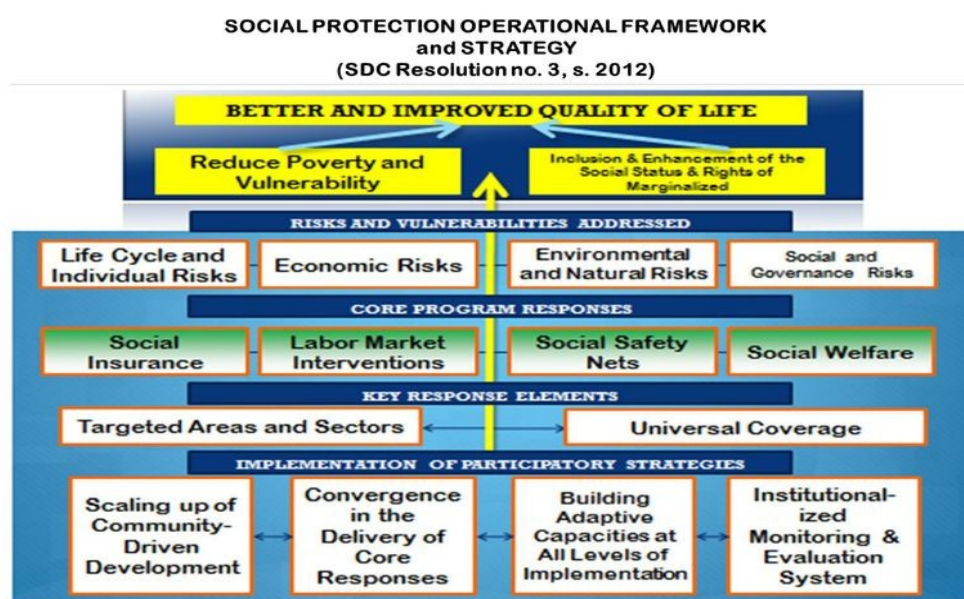 SOCIAL PROTECTION OPERATIONAL FRAMEWORK
and STRATEGY
(SDC Resolution no. 3, s. 2012)
BETTER AND IMPROVED QUALITY OF LIFE
Reduce Poverty and
Vulnerability
Inclusion & Enhancement of the
Social Status & Rights of
Marginalized
RISKS AND VULNERABILITIES ADDRESSED
Life Cycle and
Individual Risks
Economic Risks
Environmental
and Natural Risks
Social and
Governance Risks
CORE PROGRAM RESPONSES
Social
Insurance
Labor Market
Interventions
Social Safety
Nets
Social Welfare
KEY RESPONSE ELEMENTS
Targeted Areas and Sectors
Universal Coverage
IMPLEMENTATION OF PARTICIPATORY STRATEGIES
Scaling up of
Community-
Driven
Development
Convergence
in the
Delivery of
Core
Responses
Building
Adaptive
Capacities at
All Levels of
Implementation
Institutional-
ized
Monitoring &
Evaluation
System